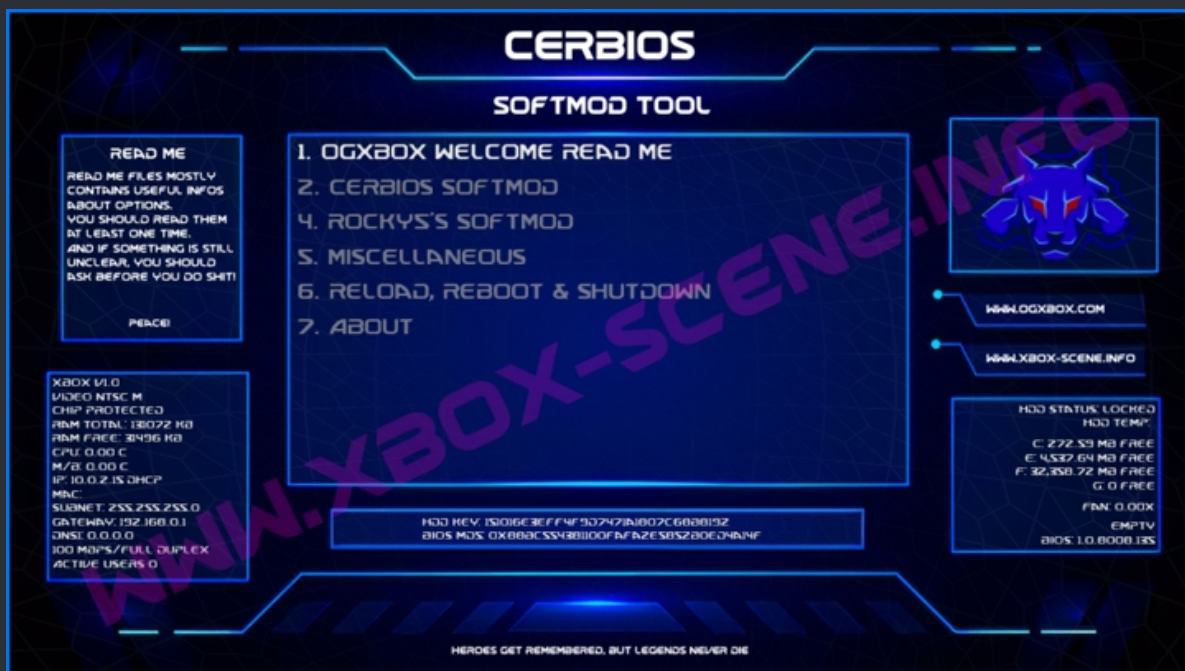 CERBIOS
SOFTMOD TOOL
READ ME
READ ME FILES MOSTLY
CONTAINS USEFUL INFOS
ABOUT OPTIONS.
YOU SHOULD READ THEM
AT LEAST ONE TIME.
AND IF SOMETHING IS STILL
UNCLEAR, YOU SHOULD
ASK BEFORE YOU DO SHIT!
PEACE!
1. OGXBOX WELCOME READ ME
2. CERBIOS SOFTMOD
4. ROCKYS'S SOFTMOD
5. MISCELLANEOUS
6. RELOAD, REBOOT & SHUTDOWN
7. ABOUT
WWW.OGXBOX.COM
WWW.XBOX-SCENE.INFO
XBOX V1.0
VIDEO NTSC M
CHIP PROTECTED
RAM TOTAL: 131072 KB
RAM FREE: 31496 KB
CPU: 0.00 C
M/B: 0.00 C
IP: 10.0.2.15 DHCP
MAC:
SUBNET: 255.255.255.0
GATEWAY: 192.168.0.1
DNS1: 0.0.0.0
100 MBPS/FULL DUPLEX
ACTIVE USERS 0
HDD STATUS: LOCKED
HDD TEMP:
C: 272.59 MB FREE
E: 4,537.64 MB FREE
F: 32,358.72 MB FREE
G: 0 FREE
FAN: 0.00%
EMPTY
BIOS: 1.0.8008.135
HDD KEY:
BIOS MD5:
WWW.XBOX-SCENE.INFO
HEROES GET REMEMBERED, BUT LEGENDS NEVER DIE